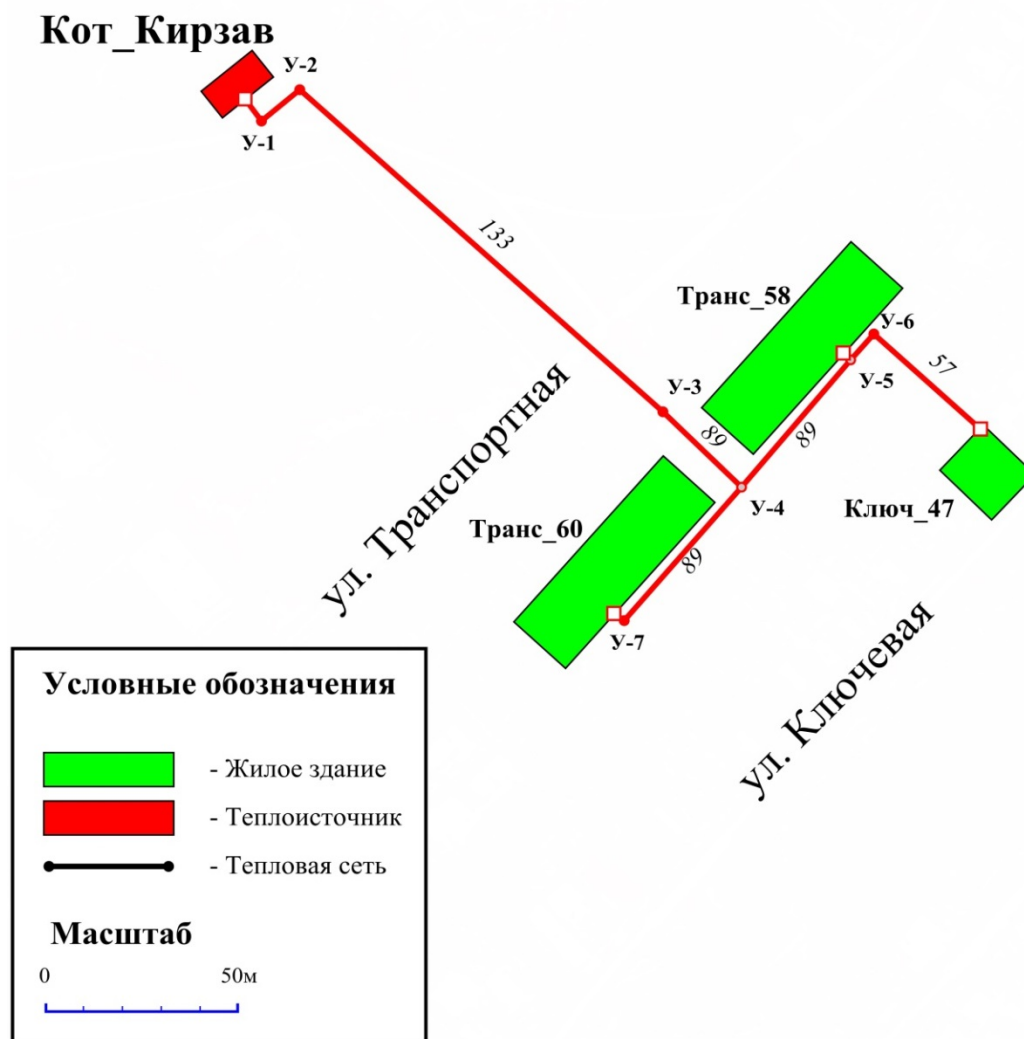 Кот_Кирзав
У-2
У-1
133
Транс_58
У-6
57
У-5
У-3
89
89
ул. Транспортная
У-4
Ключ_47
Транс_60
89
У-7
ул. Ключевая
Условные обозначения
- Жилое здание
- Теплоисточник
- Тепловая сеть
Масштаб
0 50м